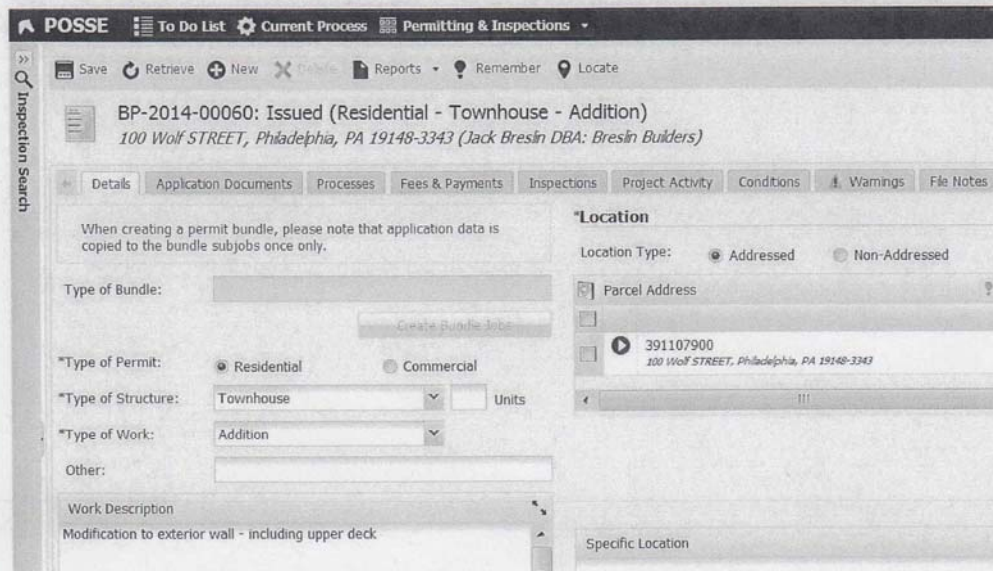 POSSE To Do List Current Process Permitting & Inspections
Inspection Search
Save Retrieve New Delete Reports Remember Locate
BP-2014-00060: Issued (Residential - Townhouse - Addition)
100 Wolf STREET, Philadelphia, PA 19148-3343 (Jack Breslin DBA: Breslin Builders)
Details Application Documents Processes Fees & Payments Inspections Project Activity Conditions Warnings File Notes
When creating a permit bundle, please note that application data is
copied to the bundle subjobs once only.
Type of Bundle:
Create Bundle Jobs
*Type of Permit: Residential Commercial
*Type of Structure: Townhouse Units
*Type of Work: Addition
Other:
Work Description
Modification to exterior wall - including upper deck
*Location
Location Type: Addressed Non-Addressed
Parcel Address
391107900
100 Wolf STREET, Philadelphia, PA 19148-3343
Specific Location